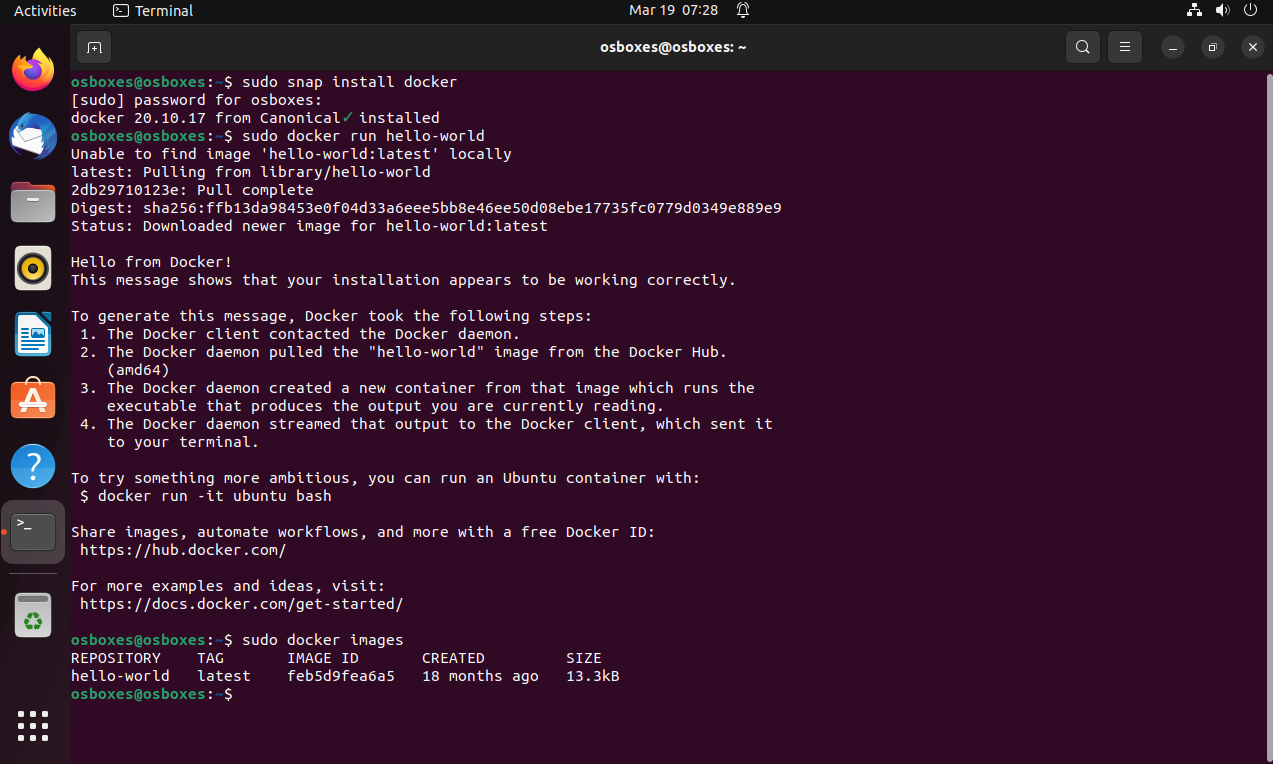 Activities
Terminal
Mar 19 07:28
osboxes@osboxes: ~
osboxes@osboxes:~$ sudo snap install docker
[sudo] password for osboxes:
docker 20.10.17 from Canonical✓ installed
osboxes@osboxes:~$ sudo docker run hello-world
Unable to find image 'hello-world:latest' locally
latest: Pulling from library/hello-world
2db29710123e: Pull complete
Digest: sha256:ffb13da98453e0f04d33a6eee5bb8e46ee50d08ebe17735fc0779d0349e889e9
Status: Downloaded newer image for hello-world:latest
Hello from Docker!
This message shows that your installation appears to be working correctly.
To generate this message, Docker took the following steps:
1. The Docker client contacted the Docker daemon.
2. The Docker daemon pulled the "hello-world" image from the Docker Hub.
(amd64)
3. The Docker daemon created a new container from that image which runs the
executable that produces the output you are currently reading.
4. The Docker daemon streamed that output to the Docker client, which sent it
to your terminal.
To try something more ambitious, you can run an Ubuntu container with:
$ docker run -it ubuntu bash
Share images, automate workflows, and more with a free Docker ID:
https://hub.docker.com/
For more examples and ideas, visit:
https://docs.docker.com/get-started/
osboxes@osboxes:~$ sudo docker images
REPOSITORY TAG IMAGE ID CREATED SIZE
hello-world latest feb5d9fea6a5 18 months ago 13.3kB
osboxes@osboxes:~$